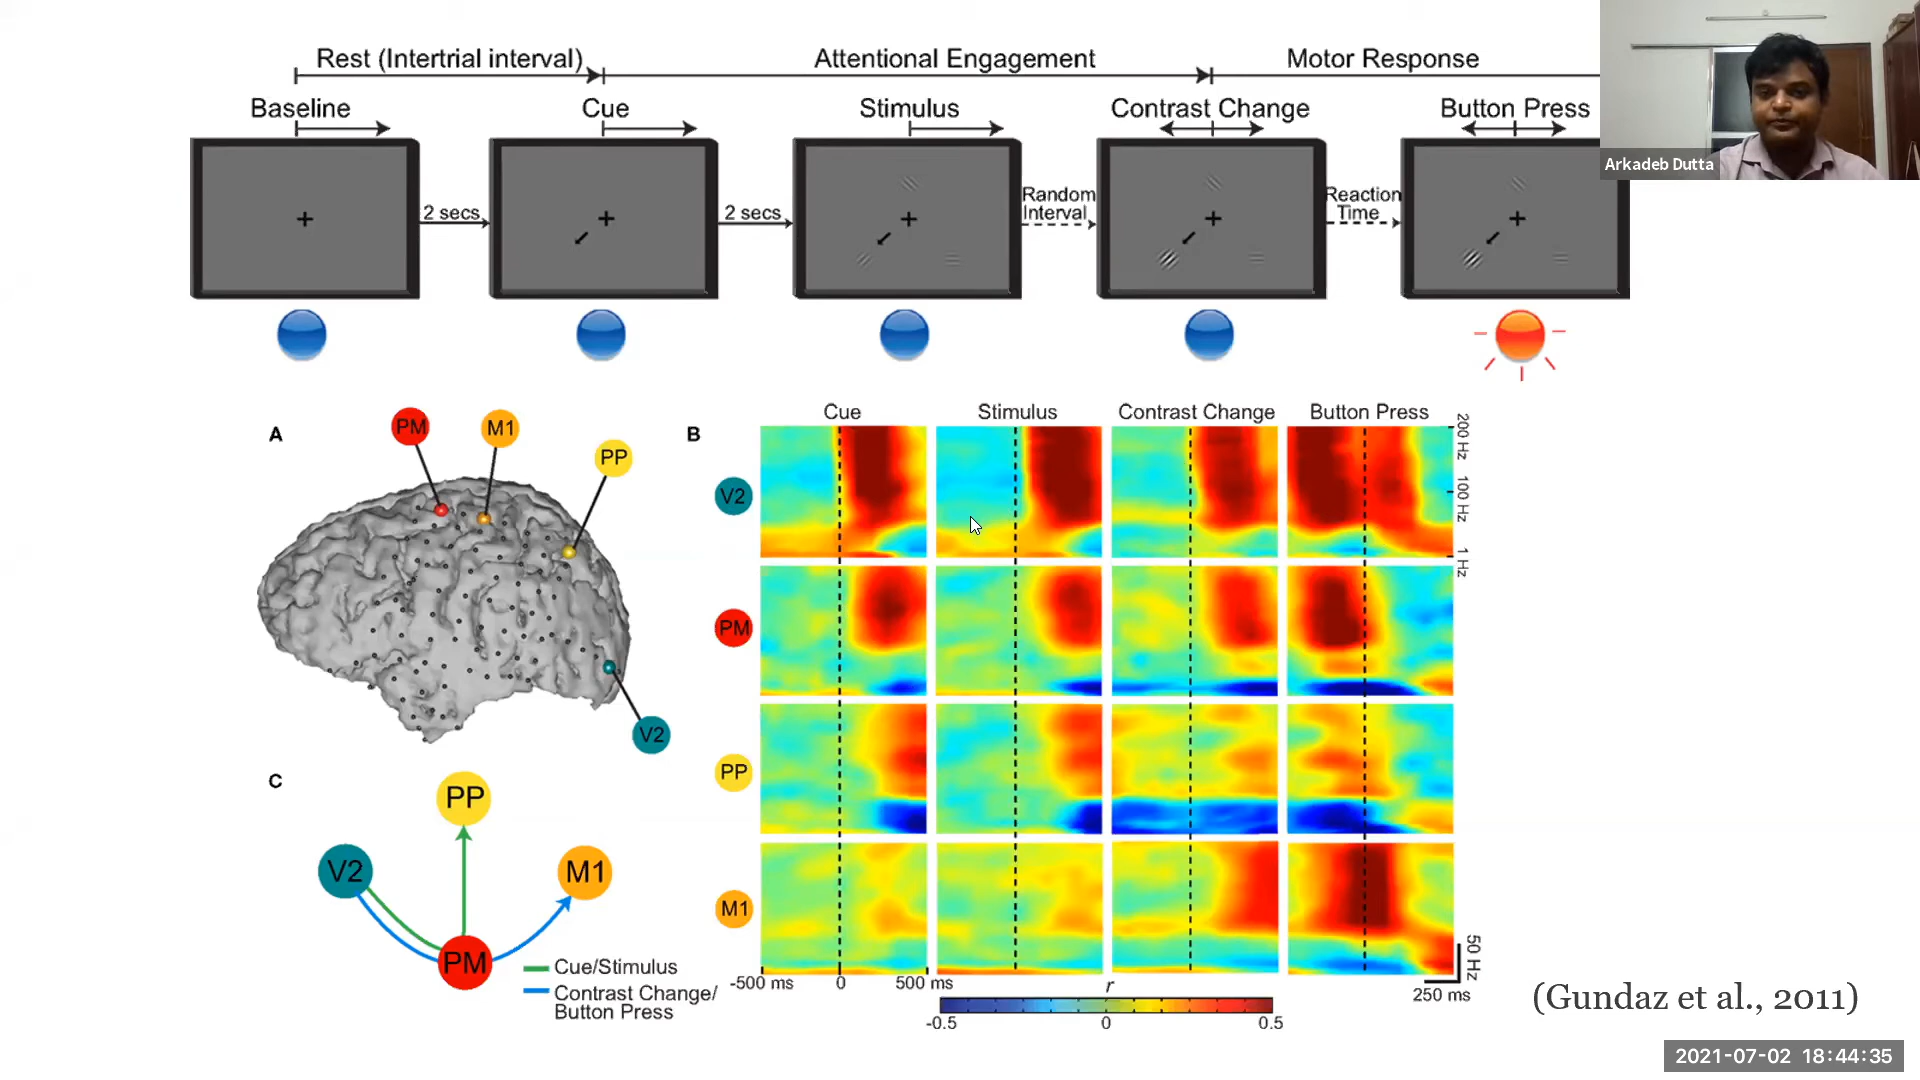 Rest (Intertrial interval)
Attentional Engagement
Motor Response
Baseline
Cue
Stimulus
Contrast Change
Button Press
Arkadeb Dutta
2 secs
2 secs
Random
Interval
Reaction
Time
A
PM
M1
PP
V2
B
Cue
Stimulus
Contrast Change
Button Press
V2
PM
PP
M1
200 Hz
100 Hz
1 Hz
-500 ms
0
500 ms
50 Hz
250 ms
r
-0.5
0
0.5
C
PP
V2
M1
PM
Cue/Stimulus
Contrast Change/
Button Press
(Gundaz et al., 2011)
2021-07-02 18:44:35